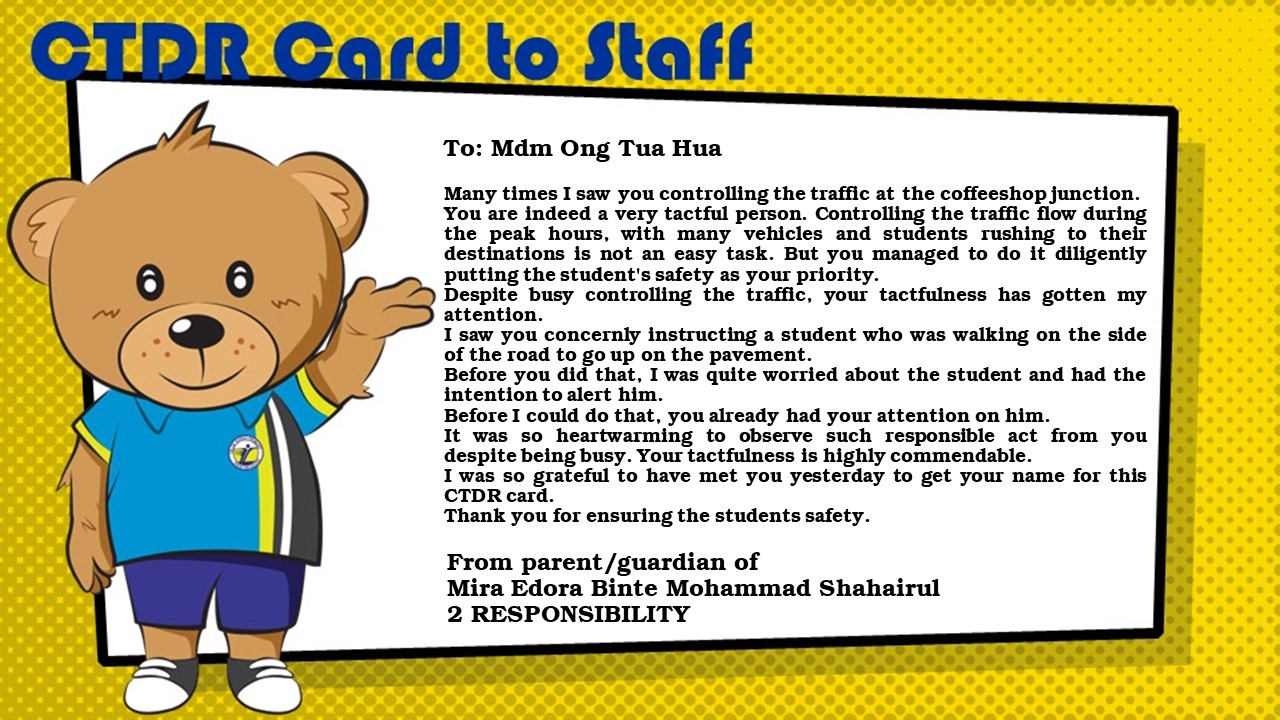 CTDR Card to Staff
To: Mdm Ong Tua Hua
Many times I saw you controlling the traffic at the coffeeshop junction.
You are indeed a very tactful person. Controlling the traffic flow during
the peak hours, with many vehicles and students rushing to their
destinations is not an easy task. But you managed to do it diligently
putting the student's safety as your priority.
Despite busy controlling the traffic, your tactfulness has gotten my
attention.
I saw you concernly instructing a student who was walking on the side
of the road to go up on the pavement.
Before you did that, I was quite worried about the student and had the
intention to alert him.
Before I could do that, you already had your attention on him.
It was so heartwarming to observe such responsible act from you
despite being busy. Your tactfulness is highly commendable.
I was so grateful to have met you yesterday to get your name for this
CTDR card.
Thank you for ensuring the students safety.
From parent/guardian of
Mira Edora Binte Mohammad Shahairul
2 RESPONSIBILITY